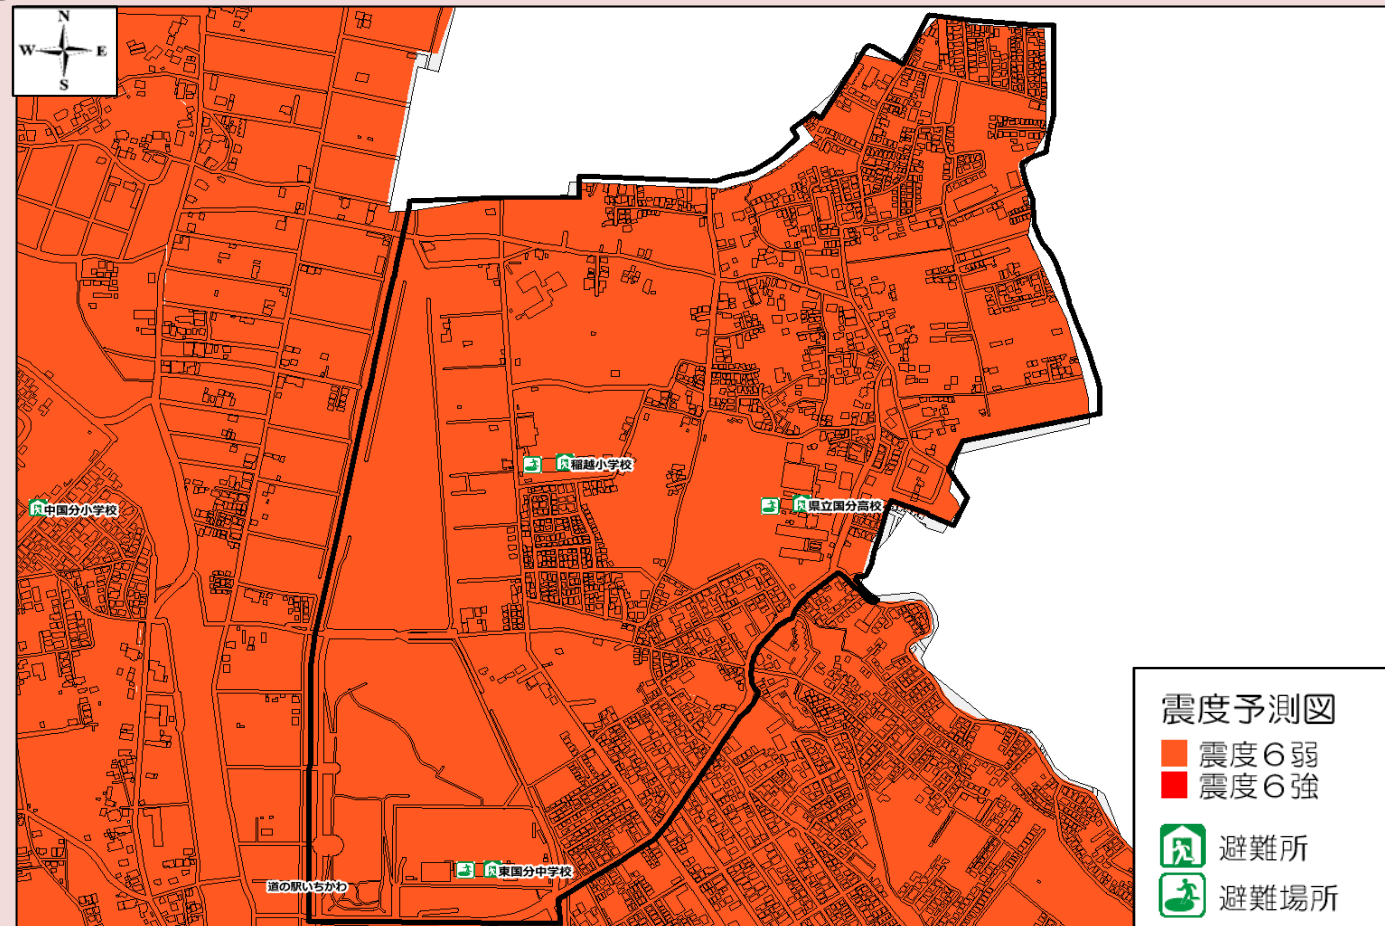 N
W E
S
稲越小学校
中国分小学校
県立国分高校
東国分中学校
道の駅いちかわ
震度予測図
震度6弱
震度6強
避難所
避難場所